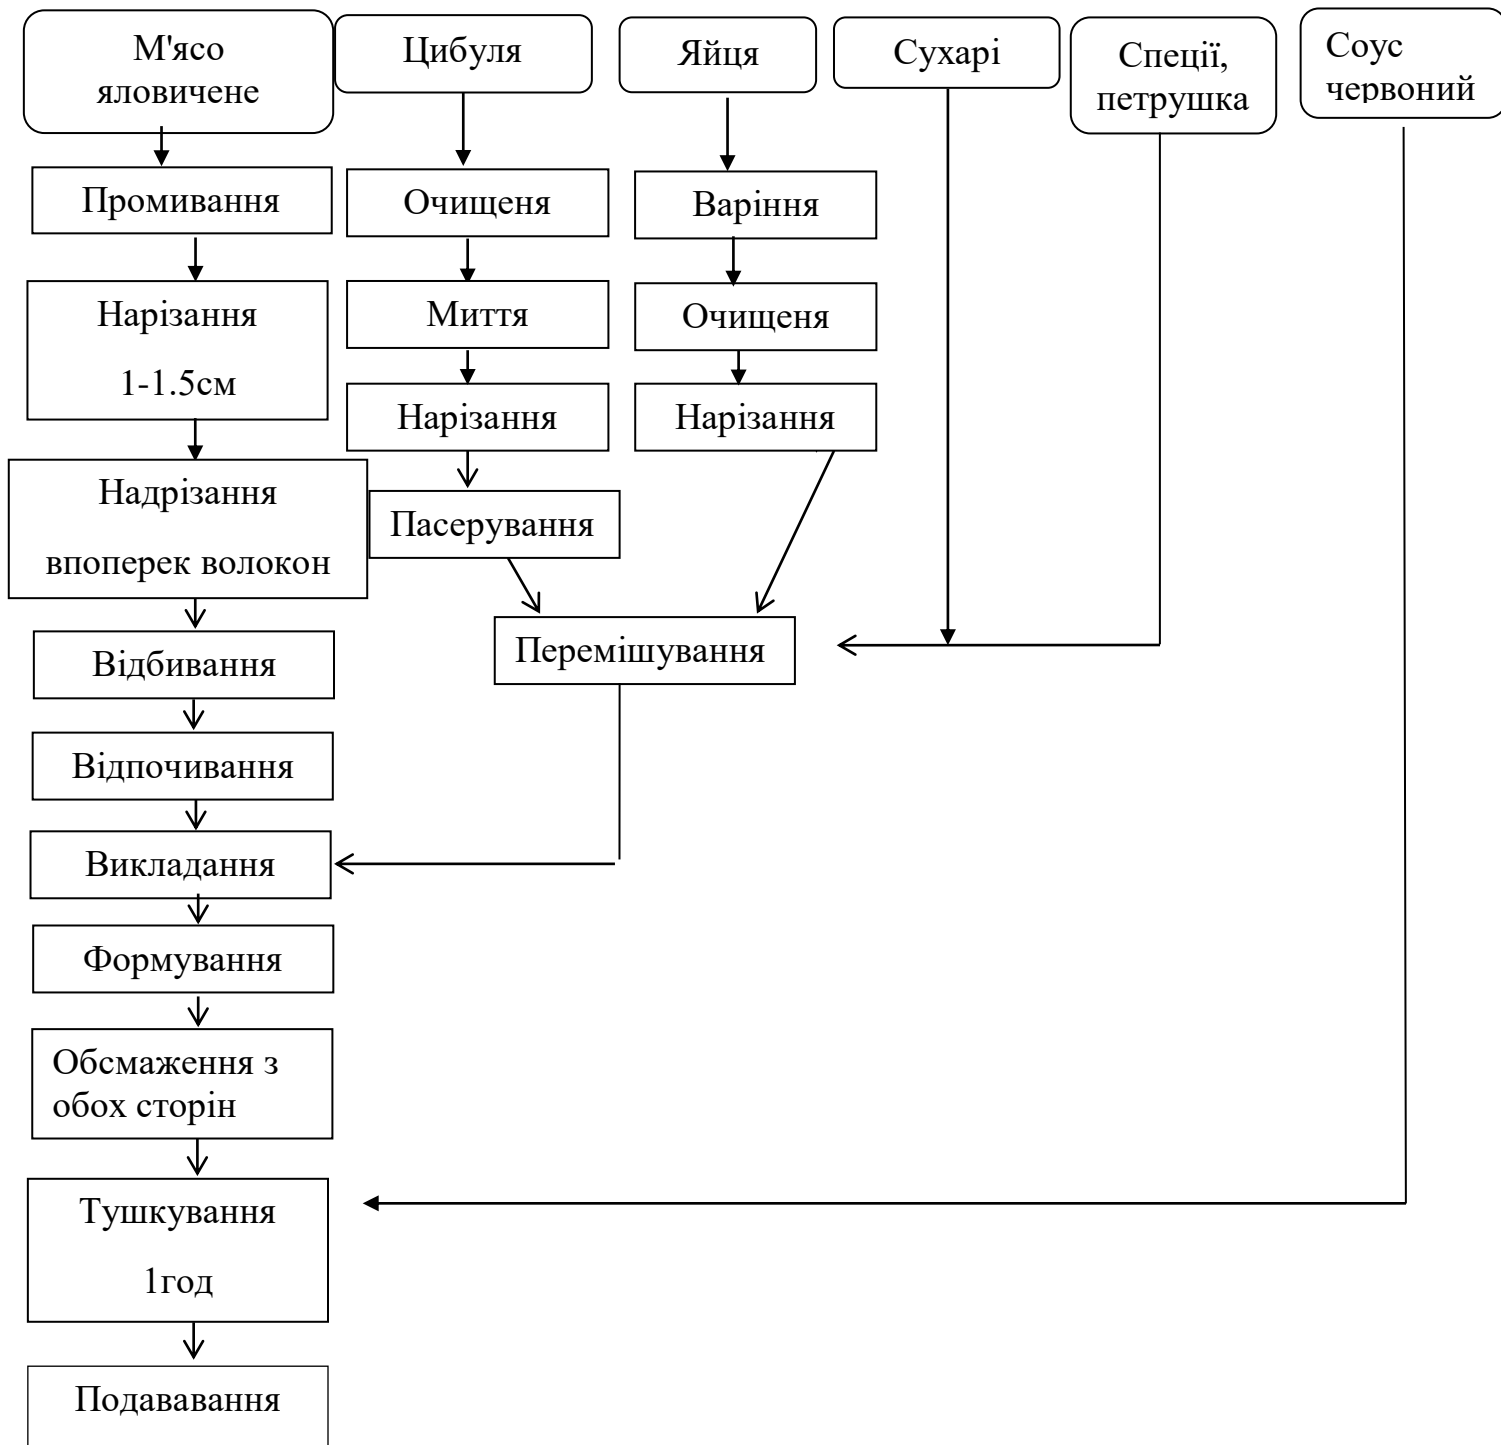 М'ясо
яловичене
Цибуля
Яйця
Сухарі
Спеції,
петрушка
Соус
червоний
Промивання
Очищеня
Варіння
Нарізання
1-1.5см
Миття
Очищеня
Нарізання
Нарізання
Надрізання
впоперек волокон
Пасерування
Відбивання
Перемішування
Відпочивання
Викладання
Формування
Обсмаження з
обох сторін
Тушкування
1год
Подававання